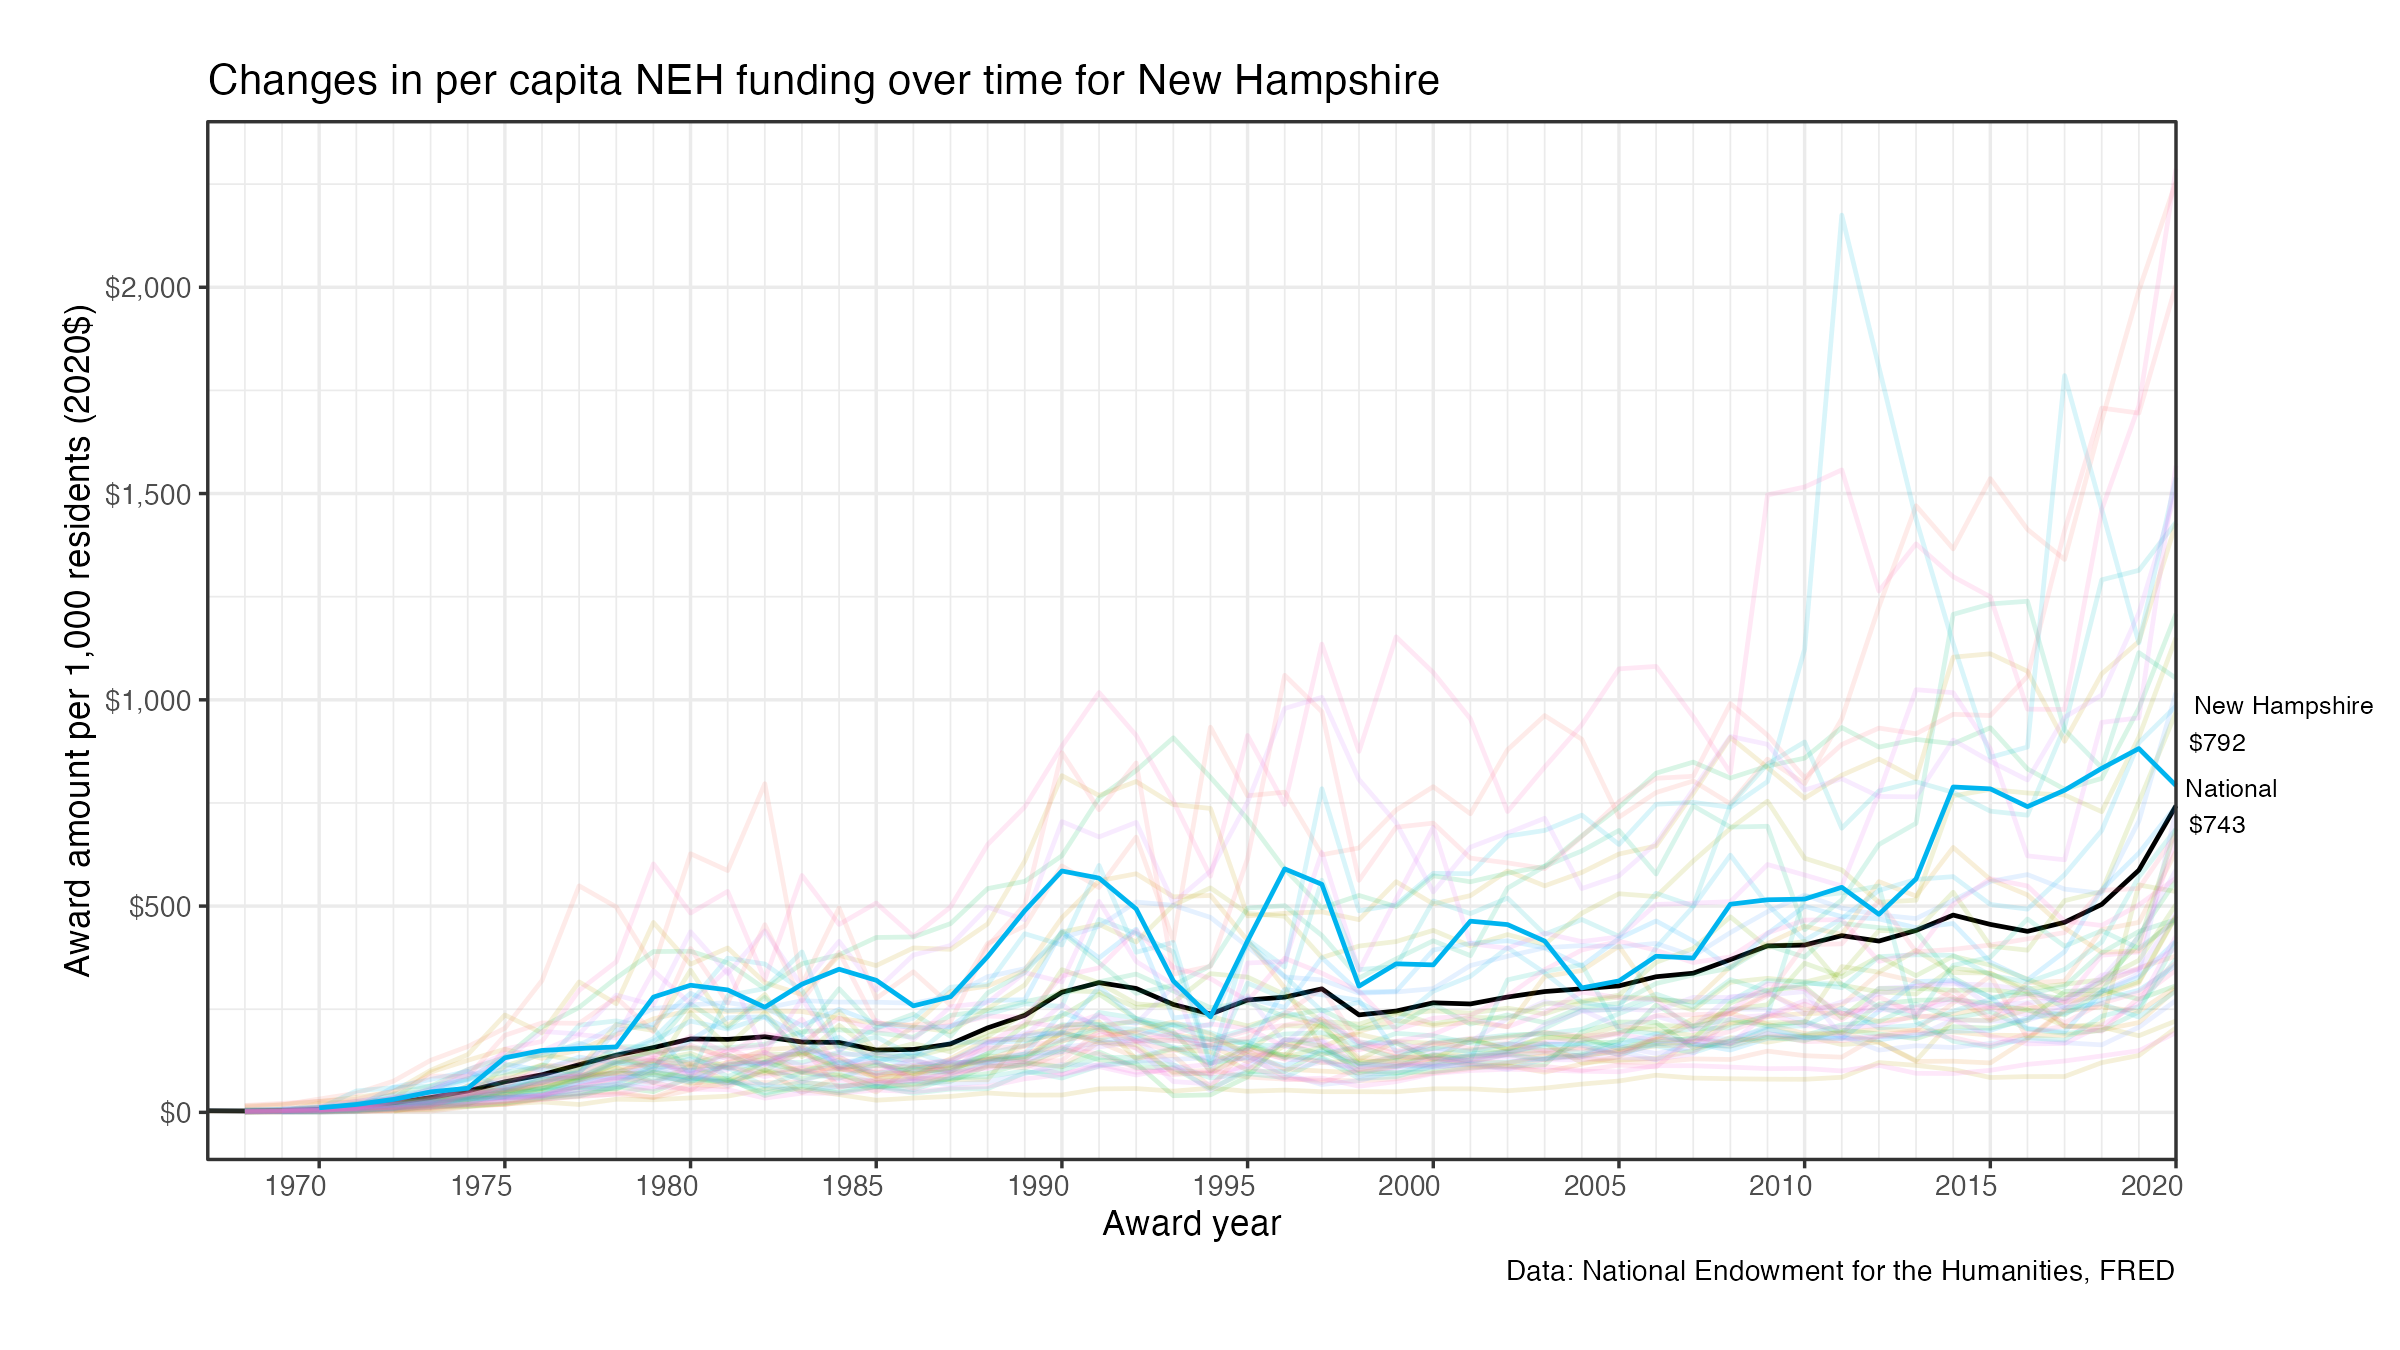 Changes in per capita NEH funding over time for New Hampshire
Award amount per 1,000 residents (2020$)
$2,000
$1,500
$1,000
$500
$0
New Hampshire
$792
National
$743
1970 1975 1980 1985 1990 1995 2000 2005 2010 2015 2020
Award year
Data: National Endowment for the Humanities, FRED